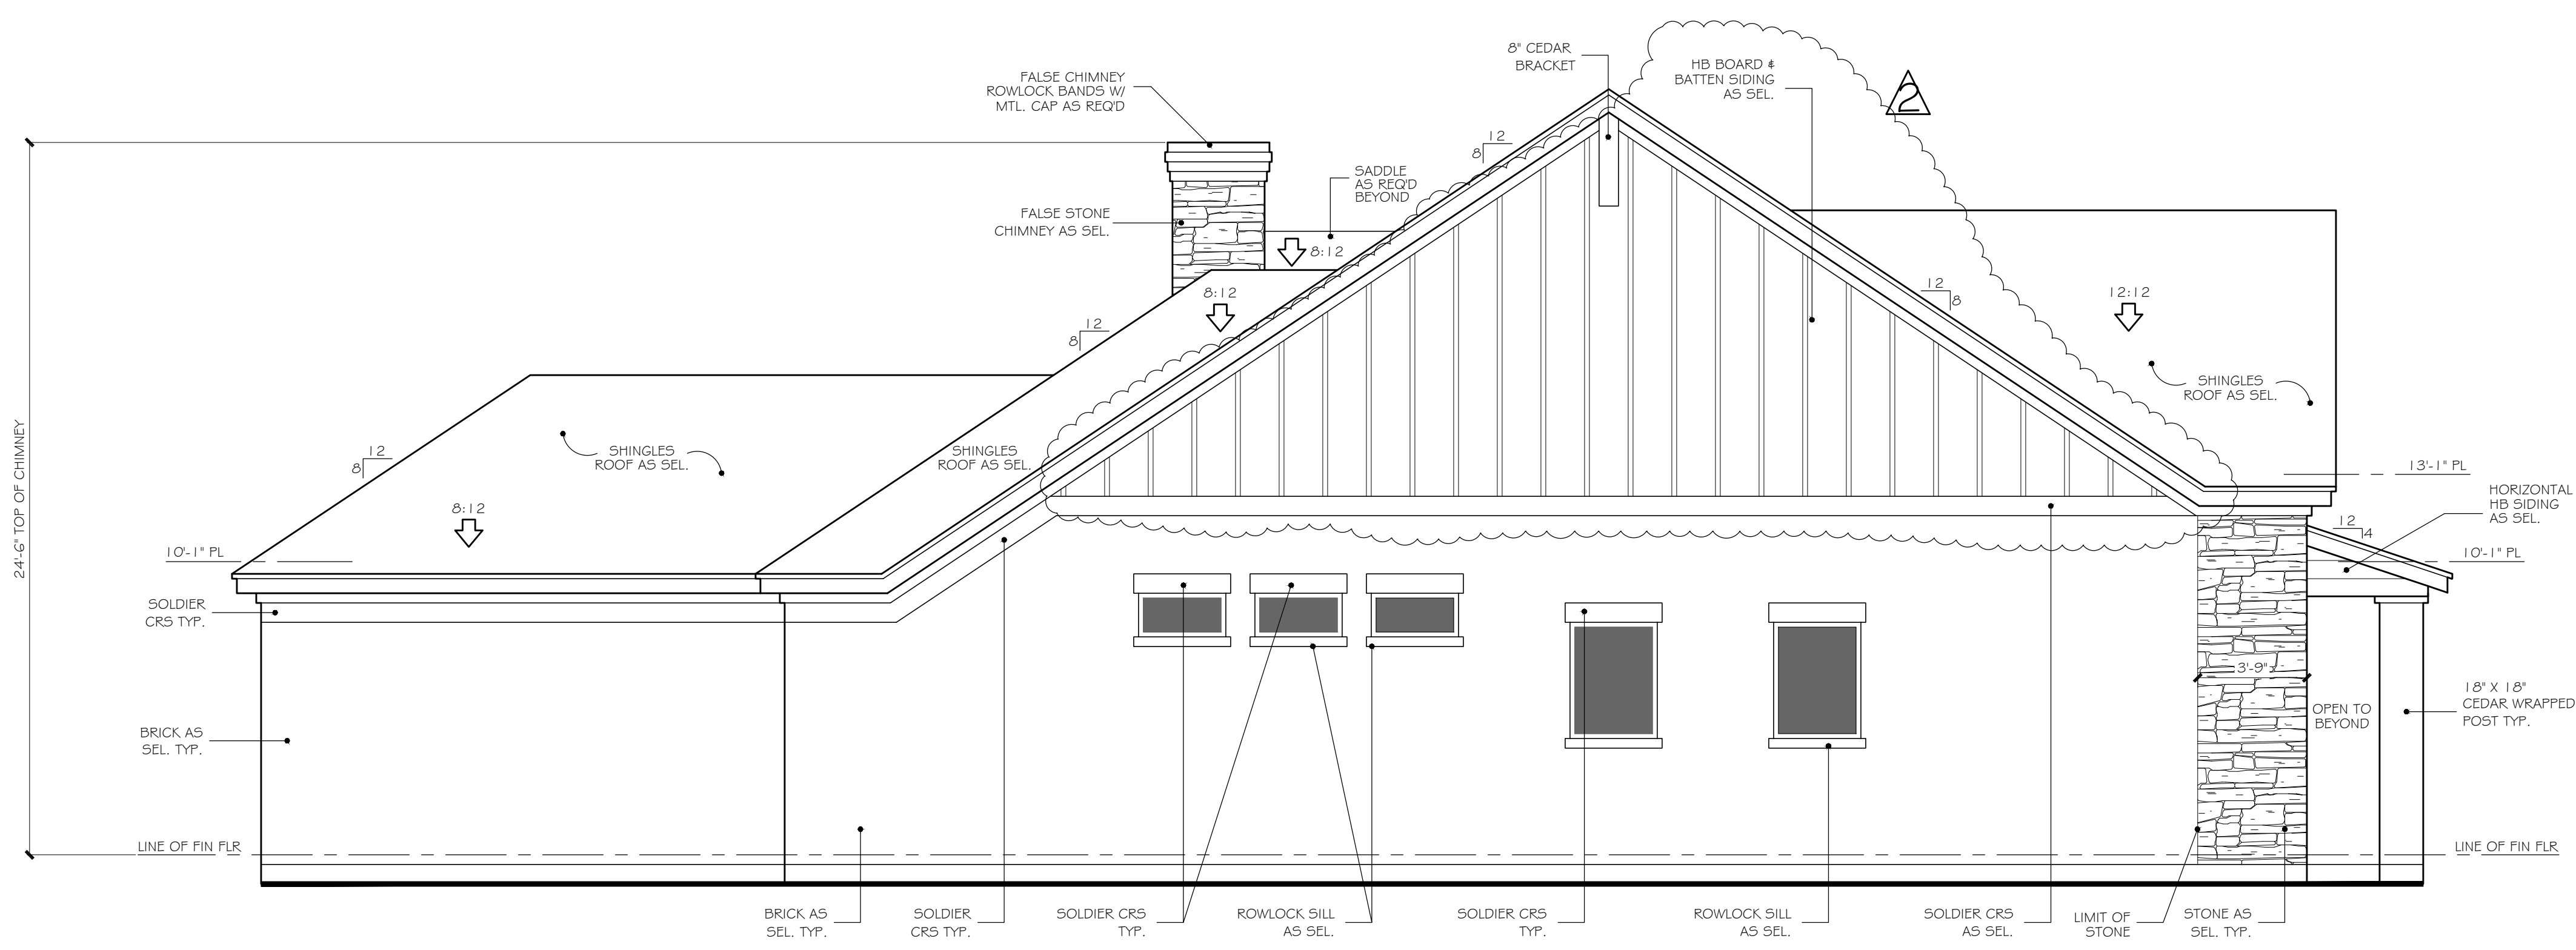 8" CEDAR
BRACKET
HB BOARD &
BATTEN SIDING
AS SEL.
2
FALSE CHIMNEY
ROWLOCK BANDS W/
MTL. CAP AS REQ'D
12
8
SADDLE
AS REQ'D
BEYOND
FALSE STONE
CHIMNEY AS SEL.
8:12
8:12
12
8
12:12
12
8
SHINGLES
ROOF AS SEL.
24'-6" TOP OF CHIMNEY
12
8
SHINGLES
ROOF AS SEL.
SHINGLES
ROOF AS SEL.
13'-1" PL
HORIZONTAL
HB SIDING
AS SEL.
8:12
12
4
10'-1" PL
10'-1" PL
SOLDIER
CRS TYP.
3'-9"
18" X 18"
CEDAR WRAPPED
POST TYP.
OPEN TO
BEYOND
BRICK AS
SEL. TYP.
LINE OF FIN FLR
LINE OF FIN FLR
BRICK AS
SEL. TYP.
SOLDIER
CRS TYP.
SOLDIER CRS
TYP.
ROWLOCK SILL
AS SEL.
SOLDIER CRS
TYP.
ROWLOCK SILL
AS SEL.
SOLDIER CRS
AS SEL.
LIMIT OF
STONE
STONE AS
SEL. TYP.